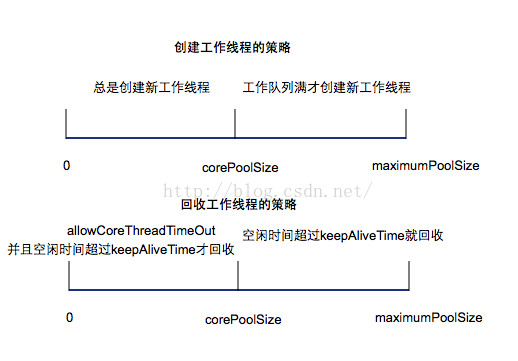 创建工作线程的策略
总是创建新工作线程
工作队列满才创建新工作线程
0
corePoolSize
maximumPoolSize
http://blog.csdn.net/
回收工作线程的策略
allowCoreThreadTimeOut
并且空闲时间超过keepAliveTime才回收
空闲时间超过keepAliveTime就回收
0
corePoolSize
maximumPoolSize